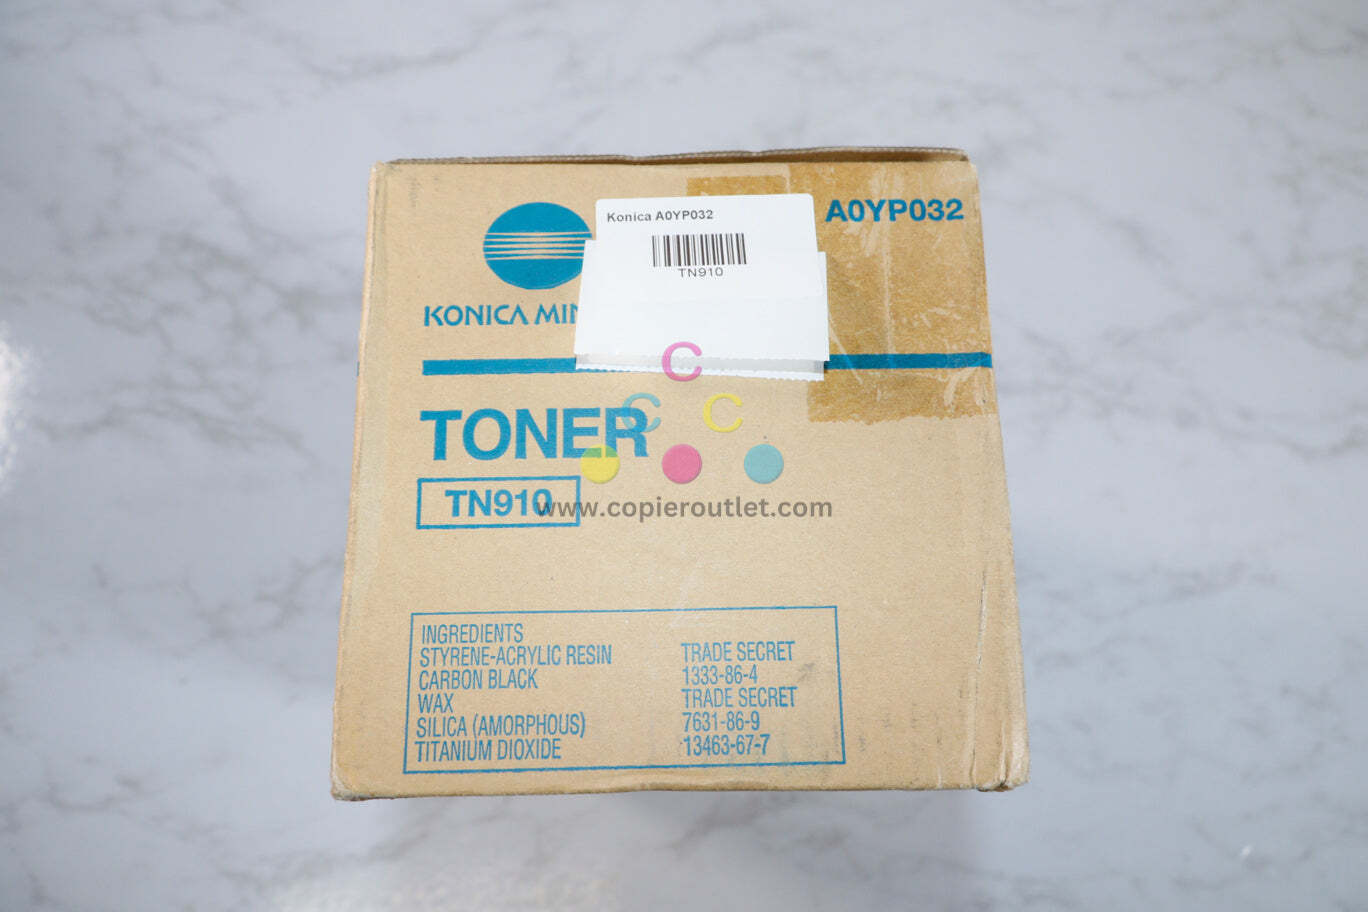 Konica A0YP032
TN910
A0YP032
KONICA MIN
TONER
TN910
C
C
C
www.copieroutlet.com
INGREDIENTS
STYRENE-ACRYLIC RESIN TRADE SECRET
CARBON BLACK 1333-86-4
WAX TRADE SECRET
SILICA (AMORPHOUS) 7631-86-9
TITANIUM DIOXIDE 13463-67-7